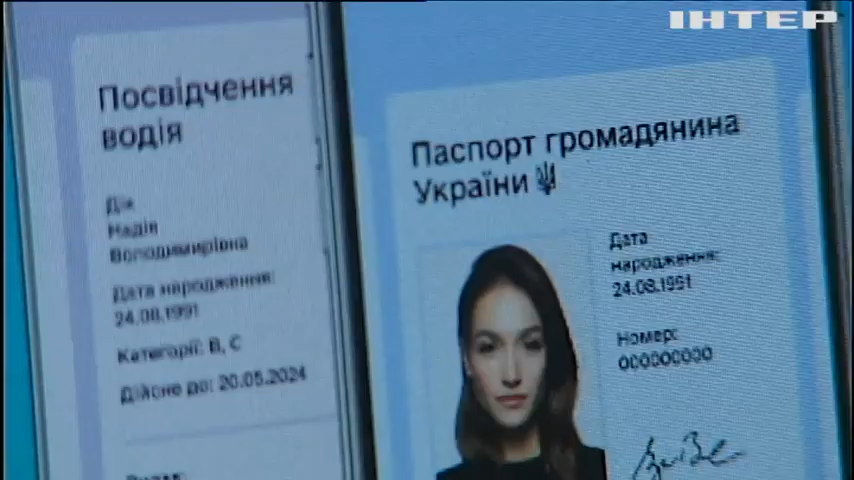 ІНТЕР
Посвідчення
водія
Дія
Надія
Володимирівна
Дата народження:
24.08.1991
Категорії: B, C
Дійсне до: 20.05.2024
Паспорт громадянина
України
Дата
народження:
24.08.1991
Номер:
000000000